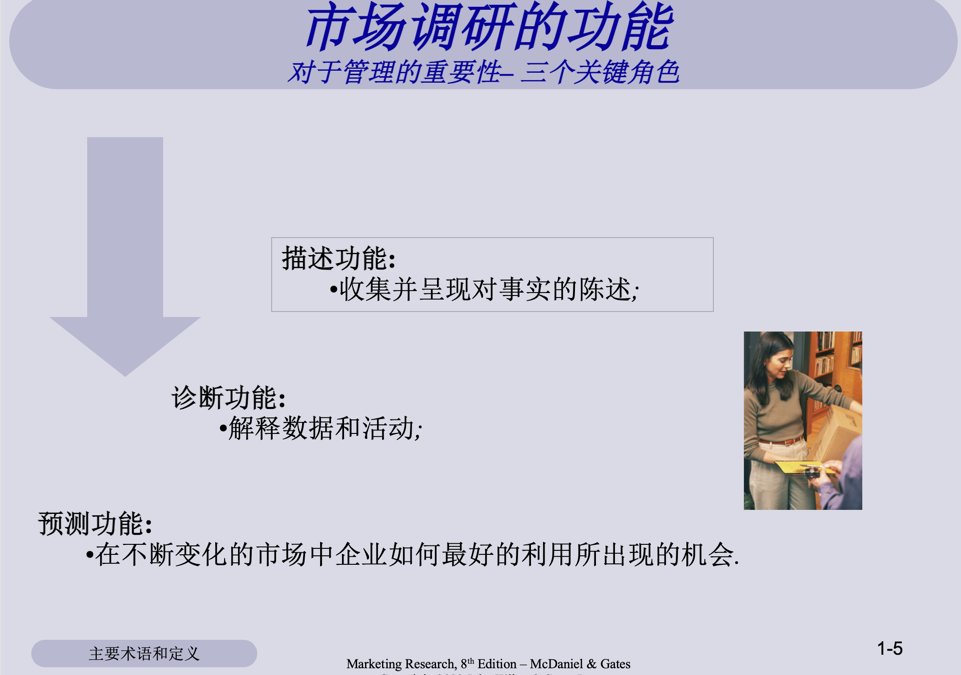 市场调研的功能
对于管理的重要性– 三个关键角色
描述功能:
•收集并呈现对事实的陈述;
诊断功能:
•解释数据和活动;
预测功能:
•在不断变化的市场中企业如何最好的利用所出现的机会.
主要术语和定义
Marketing Research, 8th Edition – McDaniel & Gates
1-5